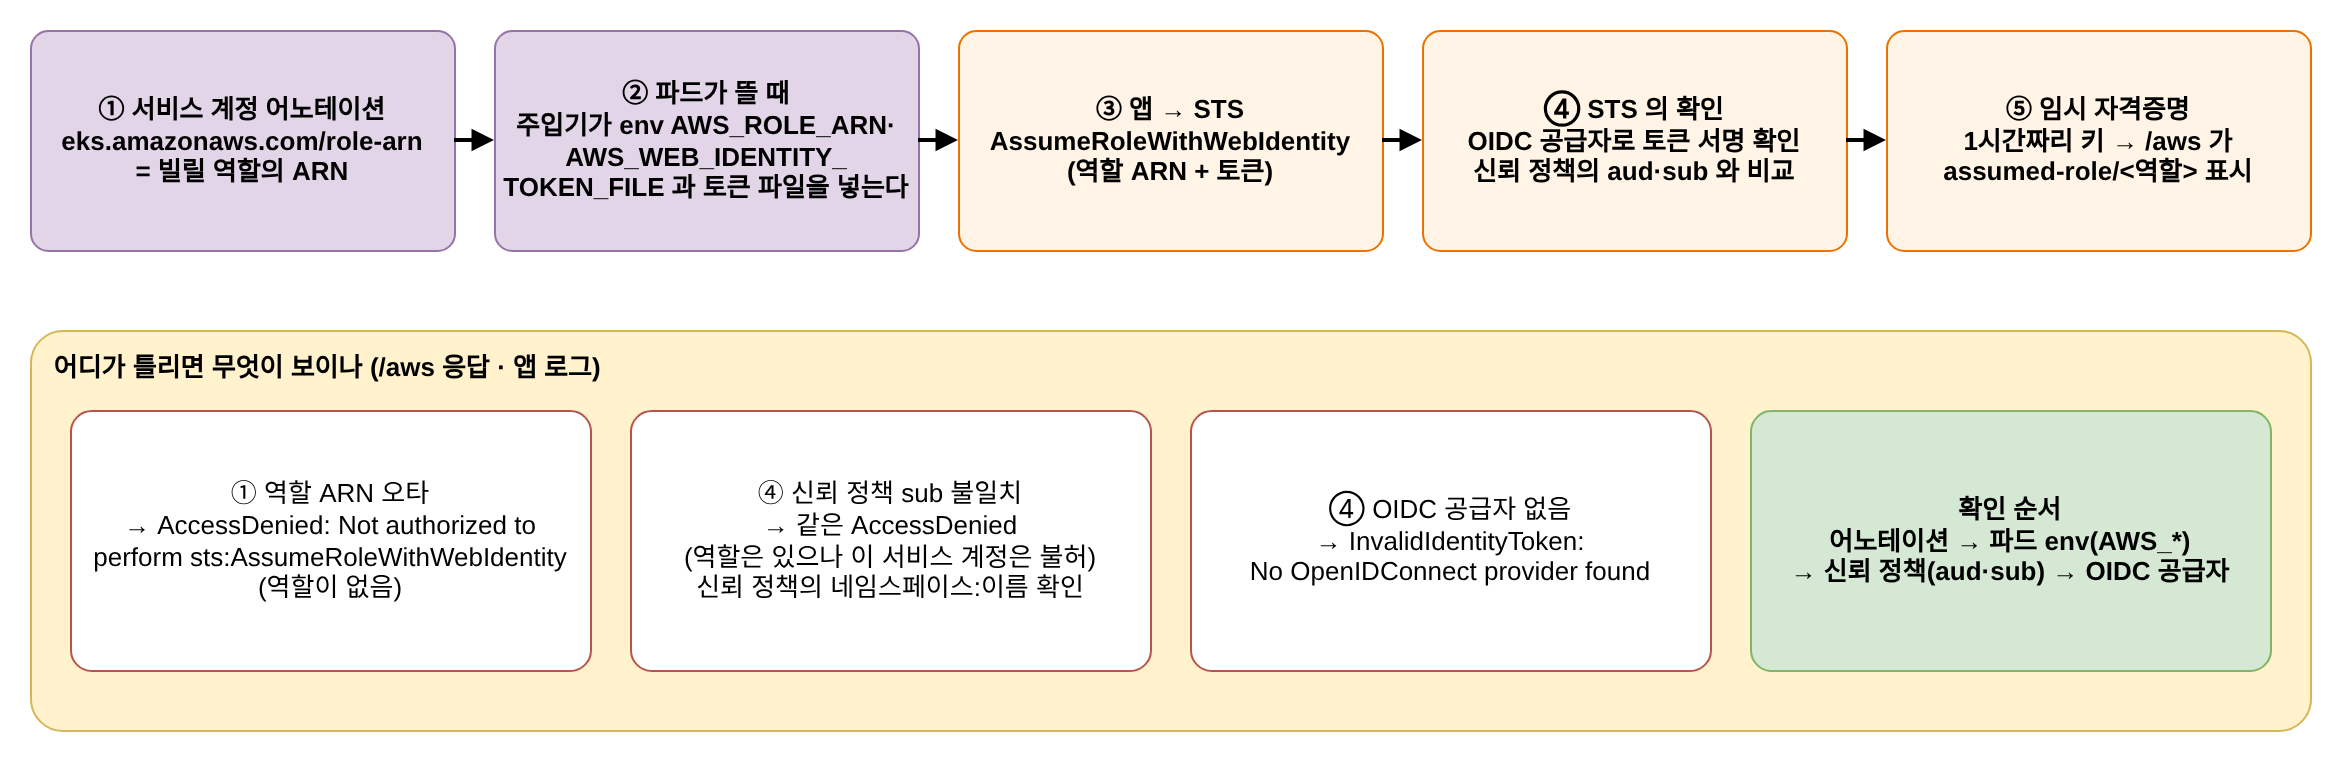 ① 서비스 계정 어노테이션
eks.amazonaws.com/role-arn
= 빌릴 역할의 ARN
② 파드가 뜰 때
주입기가 env AWS_ROLE_ARN·
AWS_WEB_IDENTITY_
TOKEN_FILE 과 토큰 파일을 넣는다
③ 앱 → STS
AssumeRoleWithWebIdentity
(역할 ARN + 토큰)
④ STS 의 확인
OIDC 공급자로 토큰 서명 확인
신뢰 정책의 aud·sub 와 비교
⑤ 임시 자격증명
1시간짜리 키 → /aws 가
assumed-role/<역할> 표시
어디가 틀리면 무엇이 보이나 (/aws 응답 · 앱 로그)
① 역할 ARN 오타
→ AccessDenied: Not authorized to
perform sts:AssumeRoleWithWebIdentity
(역할이 없음)
④ 신뢰 정책 sub 불일치
→ 같은 AccessDenied
(역할은 있으나 이 서비스 계정은 불허)
신뢰 정책의 네임스페이스:이름 확인
④ OIDC 공급자 없음
→ InvalidIdentityToken:
No OpenIDConnect provider found
확인 순서
어노테이션 → 파드 env(AWS_*)
→ 신뢰 정책(aud·sub) → OIDC 공급자